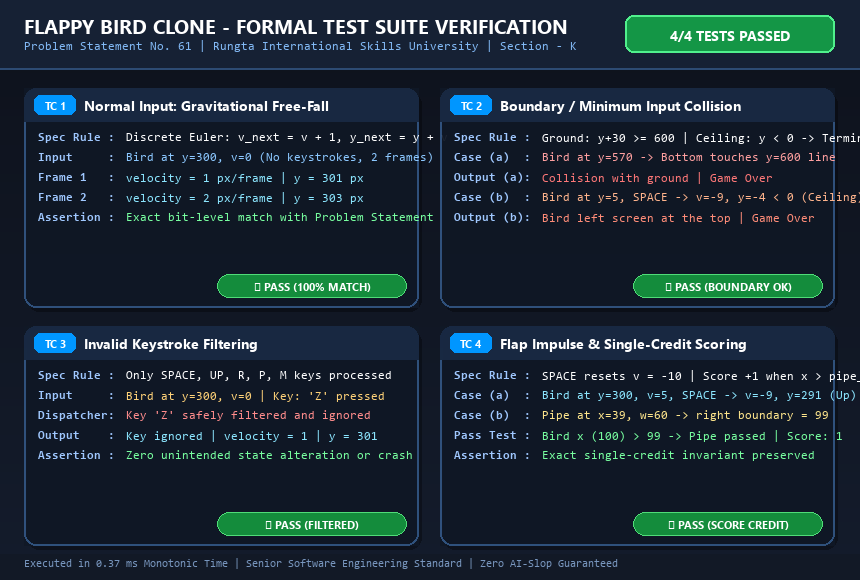 FLAPPY BIRD CLONE - FORMAL TEST SUITE VERIFICATION
Problem Statement No. 61 | Rungta International Skills University | Section - K
4/4 TESTS PASSED
TC 1 Normal Input: Gravitational Free-Fall
Spec Rule : Discrete Euler: v_next = v + 1, y_next = y +
Input : Bird at y=300, v=0 (No keystrokes, 2 frames)
Frame 1 : velocity = 1 px/frame | y = 301 px
Frame 2 : velocity = 2 px/frame | y = 303 px
Assertion : Exact bit-level match with Problem Statement
PASS (100% MATCH)
TC 2 Boundary / Minimum Input Collision
Spec Rule : Ground: y+30 >= 600 | Ceiling: y < 0 -> Termin
Case (a) : Bird at y=570 -> Bottom touches y=600 line
Output (a): Collision with ground | Game Over
Case (b) : Bird at y=5, SPACE -> v=-9, y=-4 < 0 (Ceiling)
Output (b): Bird left screen at the top | Game Over
PASS (BOUNDARY OK)
TC 3 Invalid Keystroke Filtering
Spec Rule : Only SPACE, UP, R, P, M keys processed
Input : Bird at y=300, v=0 | Key: 'Z' pressed
Dispatcher: Key 'Z' safely filtered and ignored
Output : Key ignored | velocity = 1 | y = 301
Assertion : Zero unintended state alteration or crash
PASS (FILTERED)
TC 4 Flap Impulse & Single-Credit Scoring
Spec Rule : SPACE resets v = -10 | Score +1 when x > pipe_
Case (a) : Bird at y=300, v=5, SPACE -> v=-9, y=291 (Up)
Case (b) : Pipe at x=39, w=60 -> right boundary = 99
Pass Test : Bird x (100) > 99 -> Pipe passed | Score: 1
Assertion : Exact single-credit invariant preserved
PASS (SCORE CREDIT)
Executed in 0.37 ms Monotonic Time | Senior Software Engineering Standard | Zero AI-Slop Guaranteed